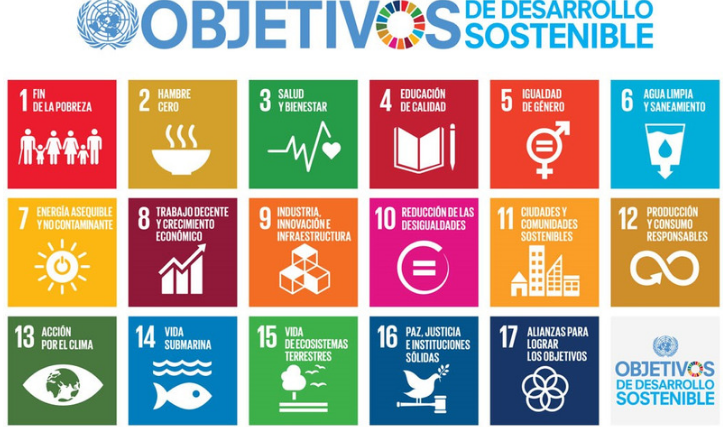 OBJETIVOS DE DESARROLLO
SOSTENIBLE
1 FIN
DE LA POBREZA
2 HAMBRE
CERO
3 SALUD
Y BIENESTAR
4 EDUCACIÓN
DE CALIDAD
5 IGUALDAD
DE GÉNERO
6 AGUA LIMPIA
Y SANEAMIENTO
7 ENERGÍA ASEQUIBLE
Y NO CONTAMINANTE
8 TRABAJO DECENTE
Y CRECIMIENTO
ECONÓMICO
9 INDUSTRIA,
INNOVACIÓN E
INFRAESTRUCTURA
10 REDUCCIÓN DE LAS
DESIGUALDADES
11 CIUDADES Y
COMUNIDADES
SOSTENIBLES
12 PRODUCCIÓN
Y CONSUMO
RESPONSABLES
13 ACCIÓN
POR EL CLIMA
14 VIDA
SUBMARINA
15 VIDA
DE ECOSISTEMAS
TERRESTRES
16 PAZ, JUSTICIA
E INSTITUCIONES
SÓLIDAS
17 ALIANZAS PARA
LOGRAR
LOS OBJETIVOS
OBJETIVOS
DE DESARROLLO
SOSTENIBLE